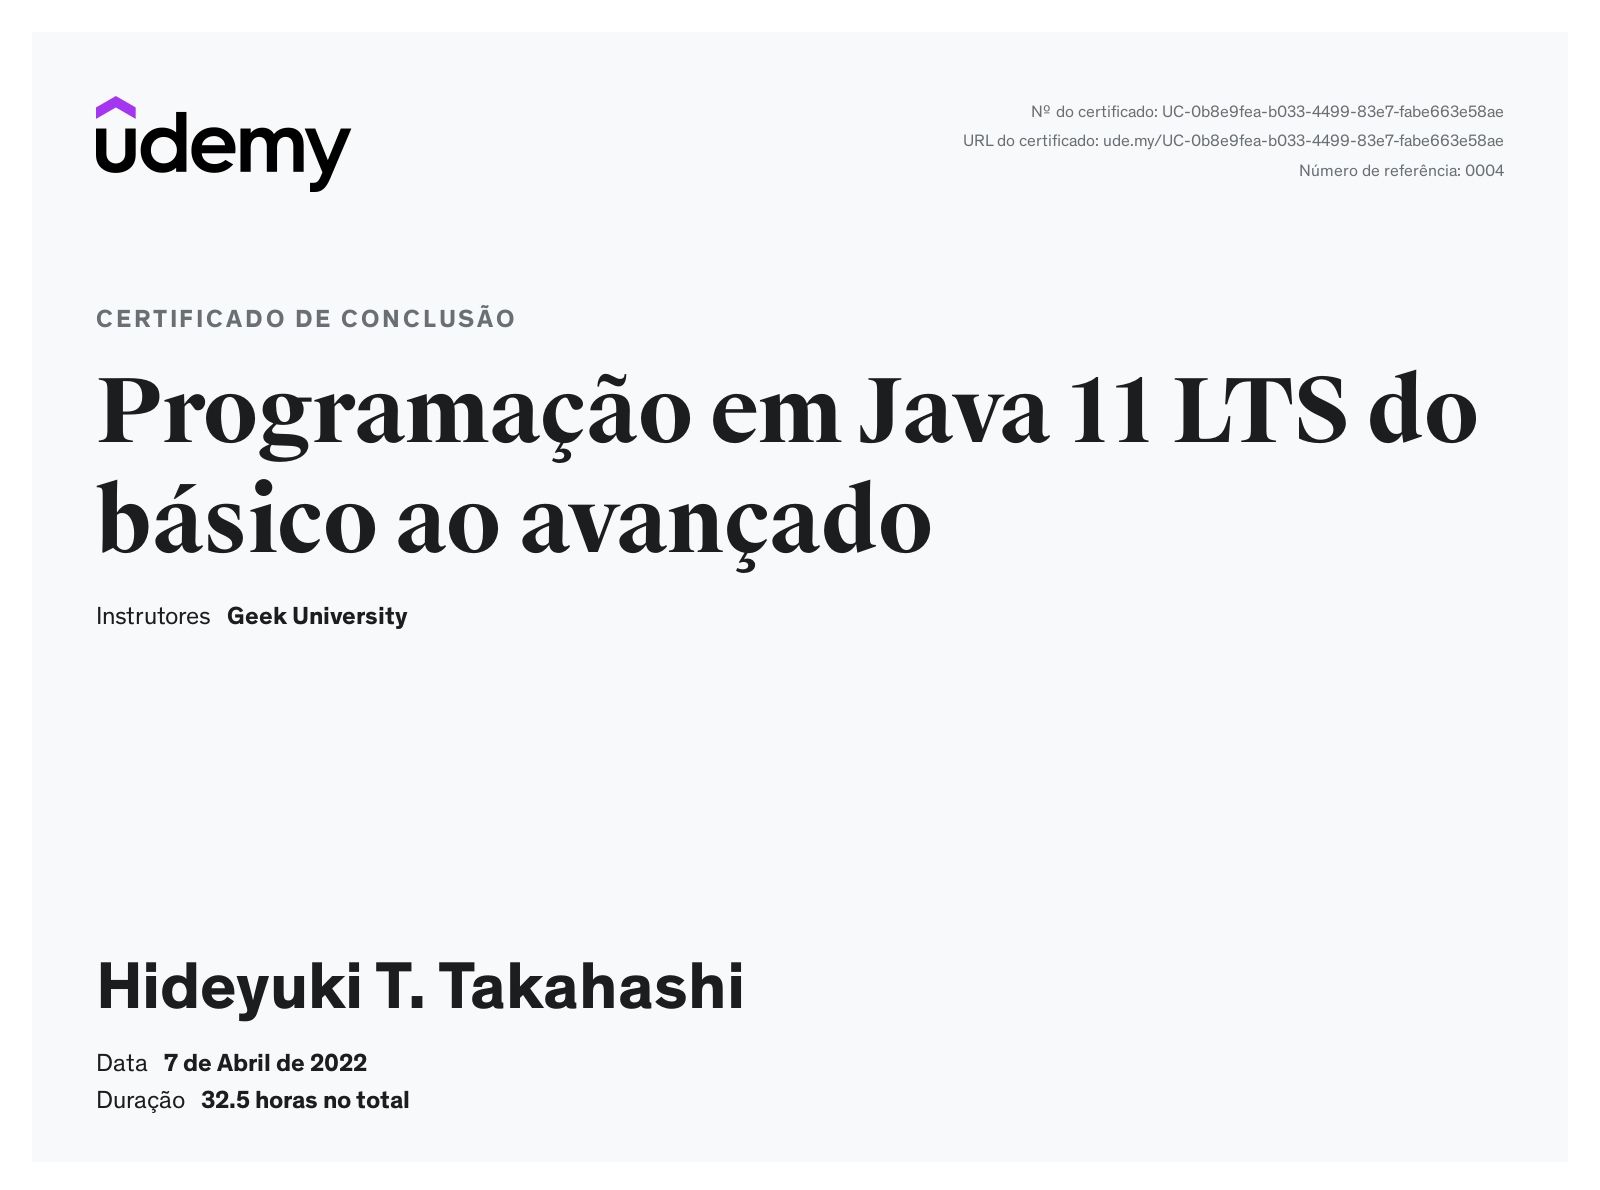 udemy
Nº do certificado: UC-0b8e9fea-b033-4499-83e7-fabe663e58ae
URL do certificado: ude.my/UC-0b8e9fea-b033-4499-83e7-fabe663e58ae
Número de referência: 0004
CERTIFICADO DE CONCLUSÃO
Programação em Java 11 LTS do
básico ao avançado
Instrutores Geek University
Hideyuki T. Takahashi
Data 7 de Abril de 2022
Duração 32.5 horas no total